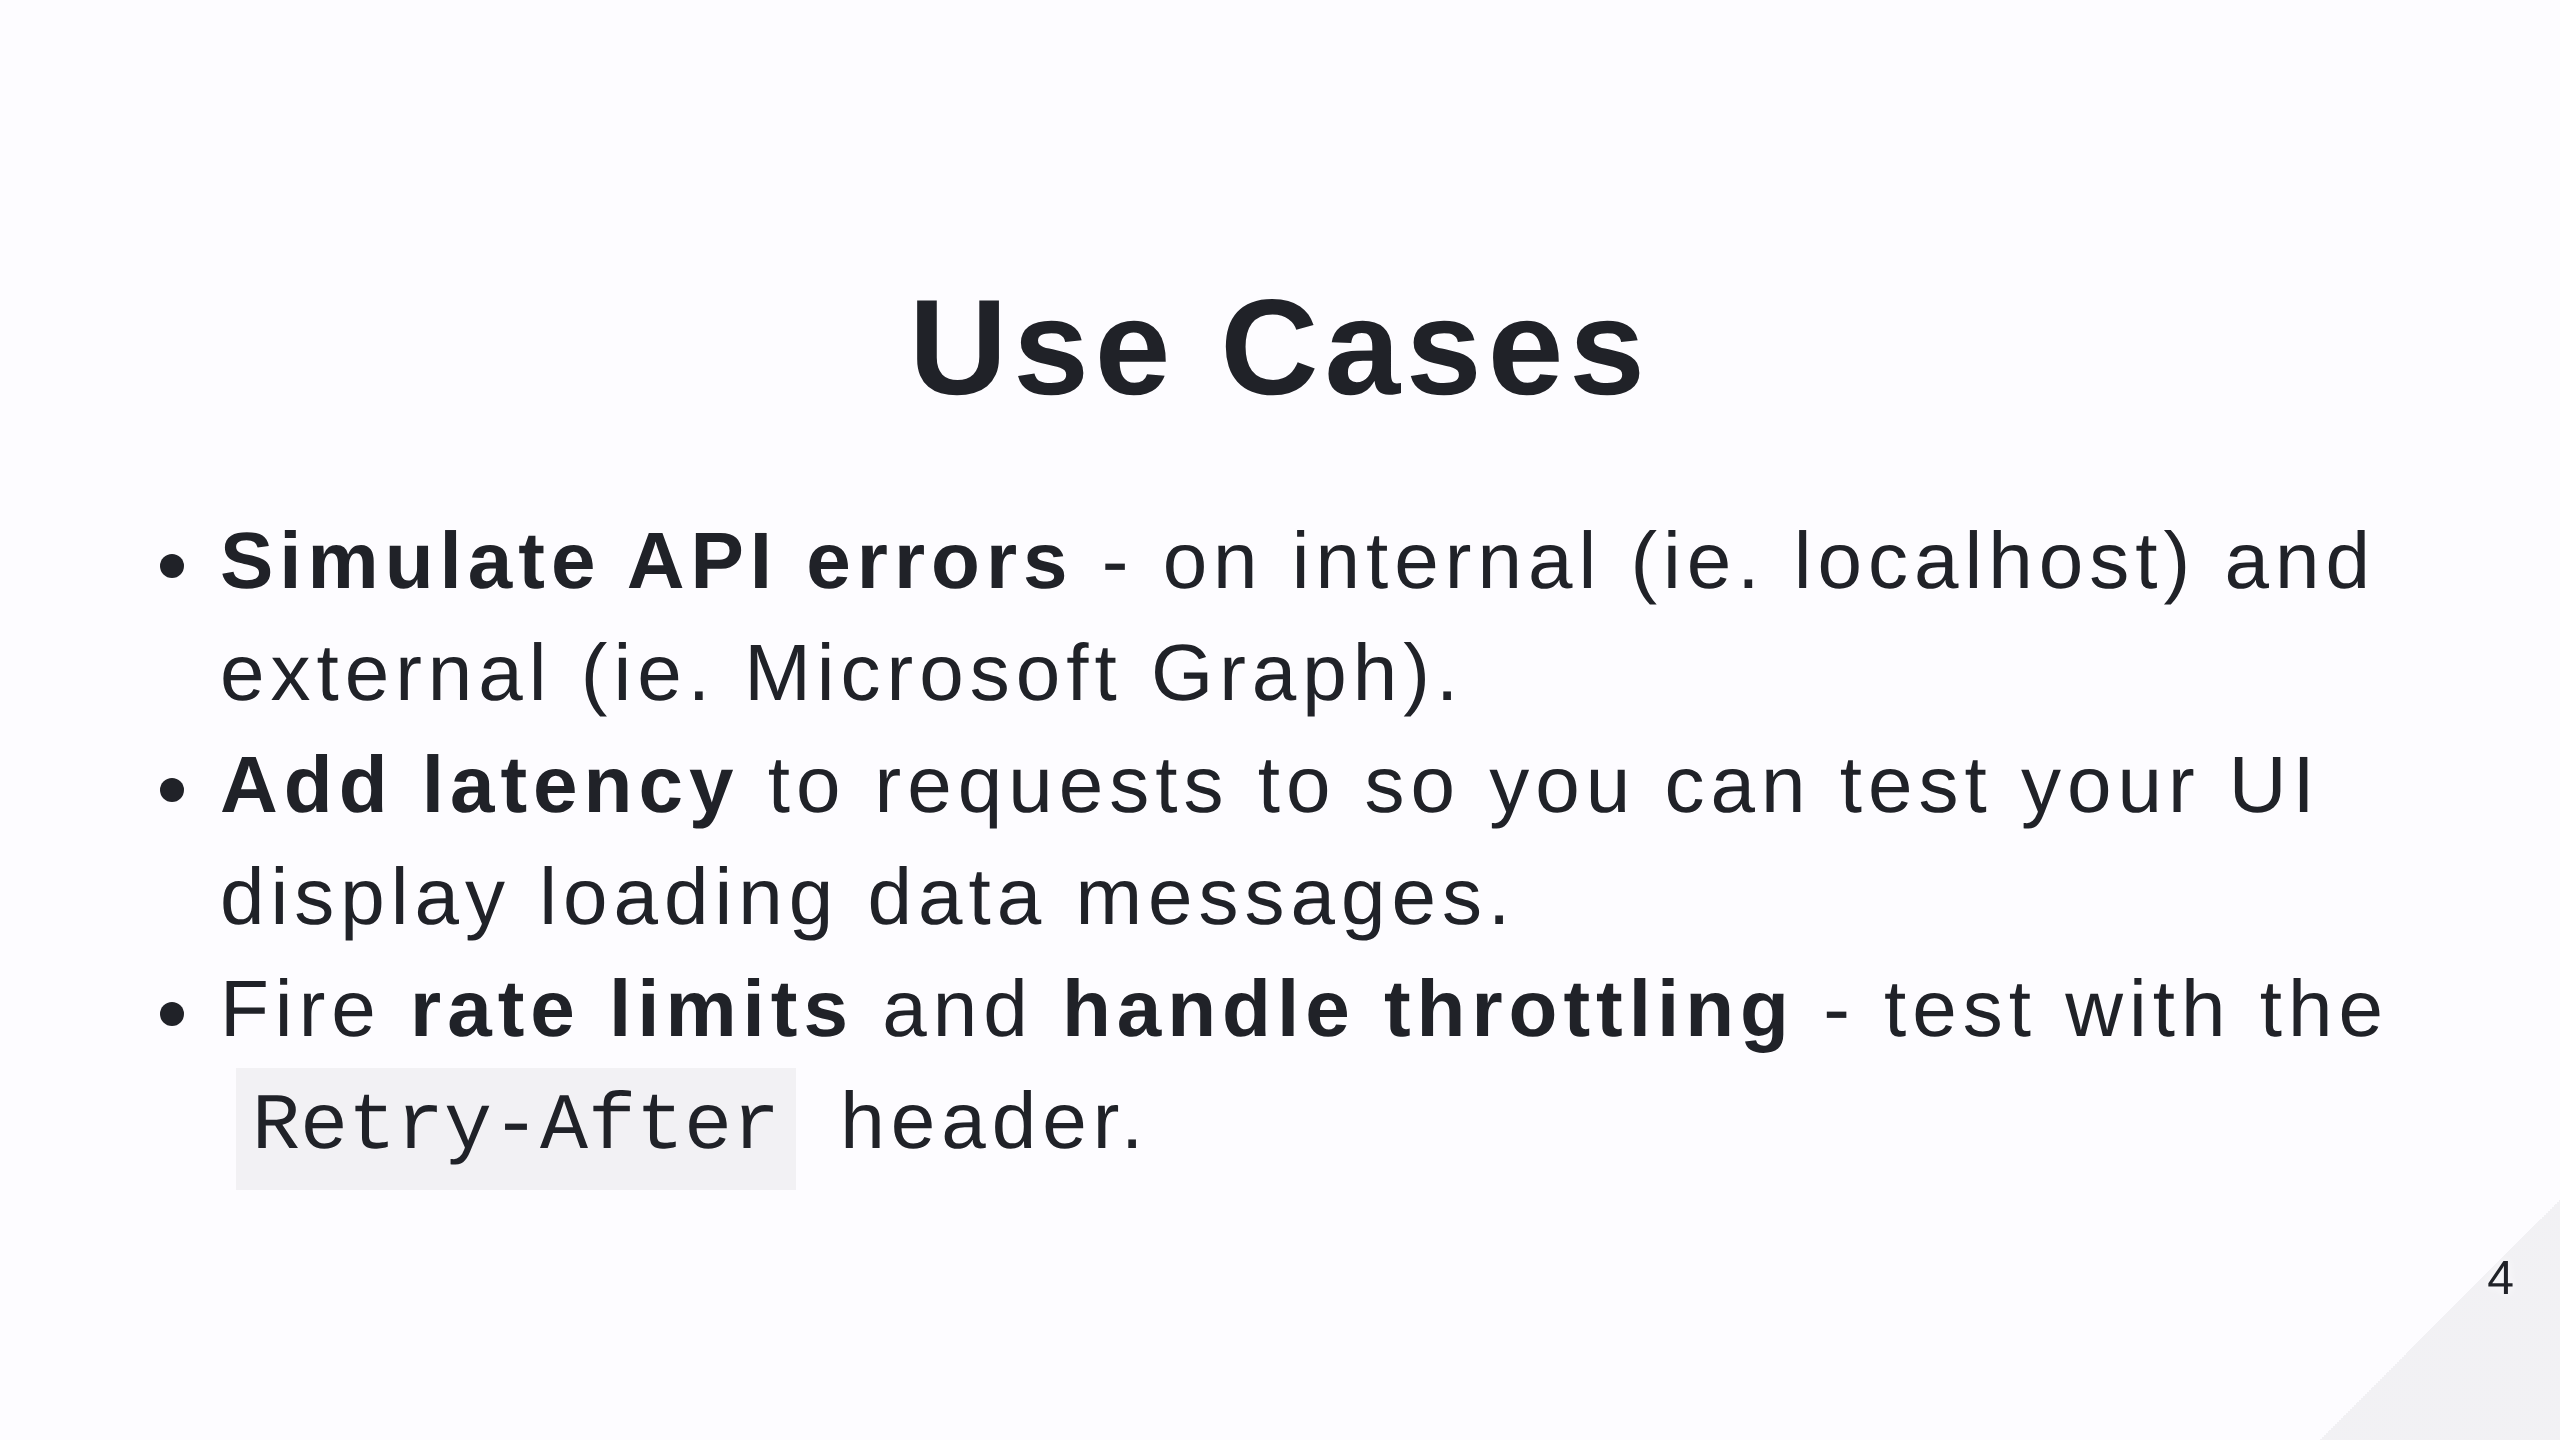 Use Cases
• Simulate API errors - on internal (ie. localhost) and
external (ie. Microsoft Graph).
• Add latency to requests to so you can test your UI
display loading data messages.
• Fire rate limits and handle throttling - test with the
Retry-After header.
4